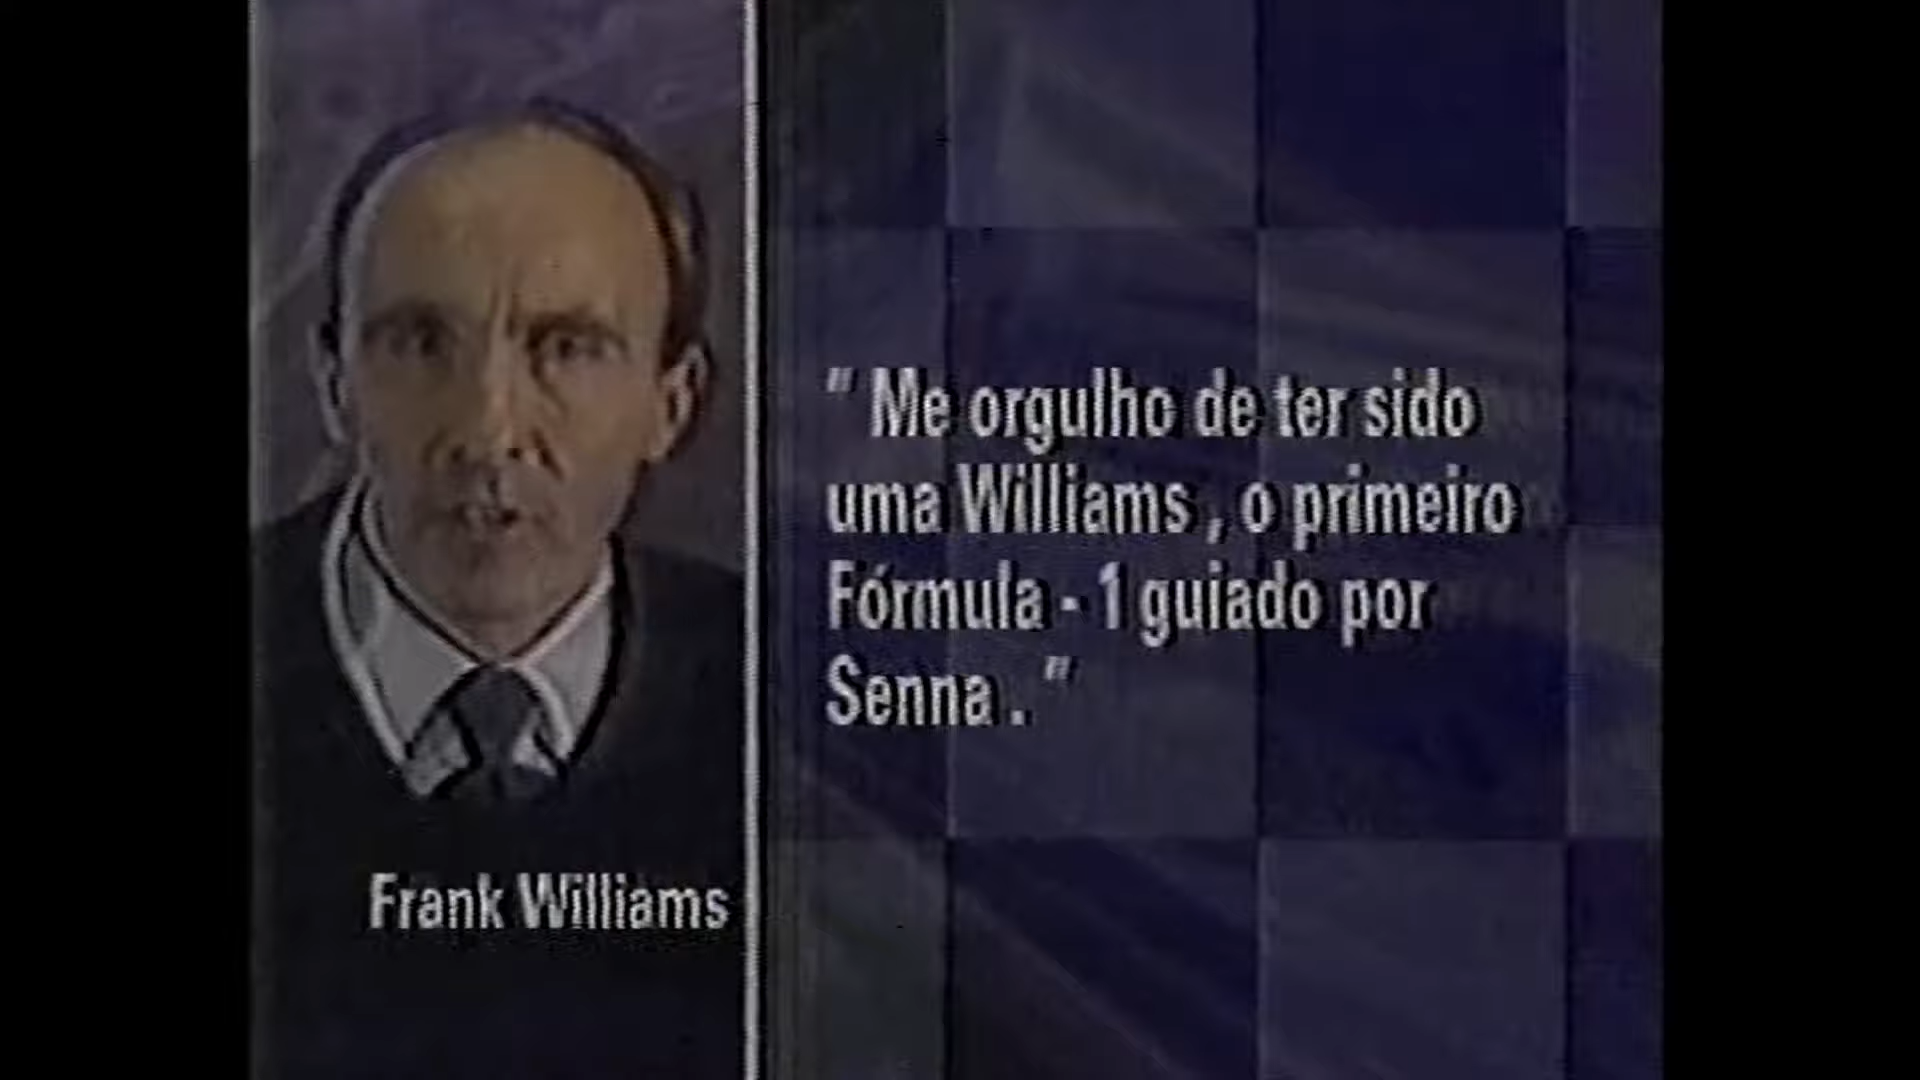 " Me orgulho de ter sido
uma Williams , o primeiro
Fórmula - 1 guiado por
Senna . "
Frank Williams